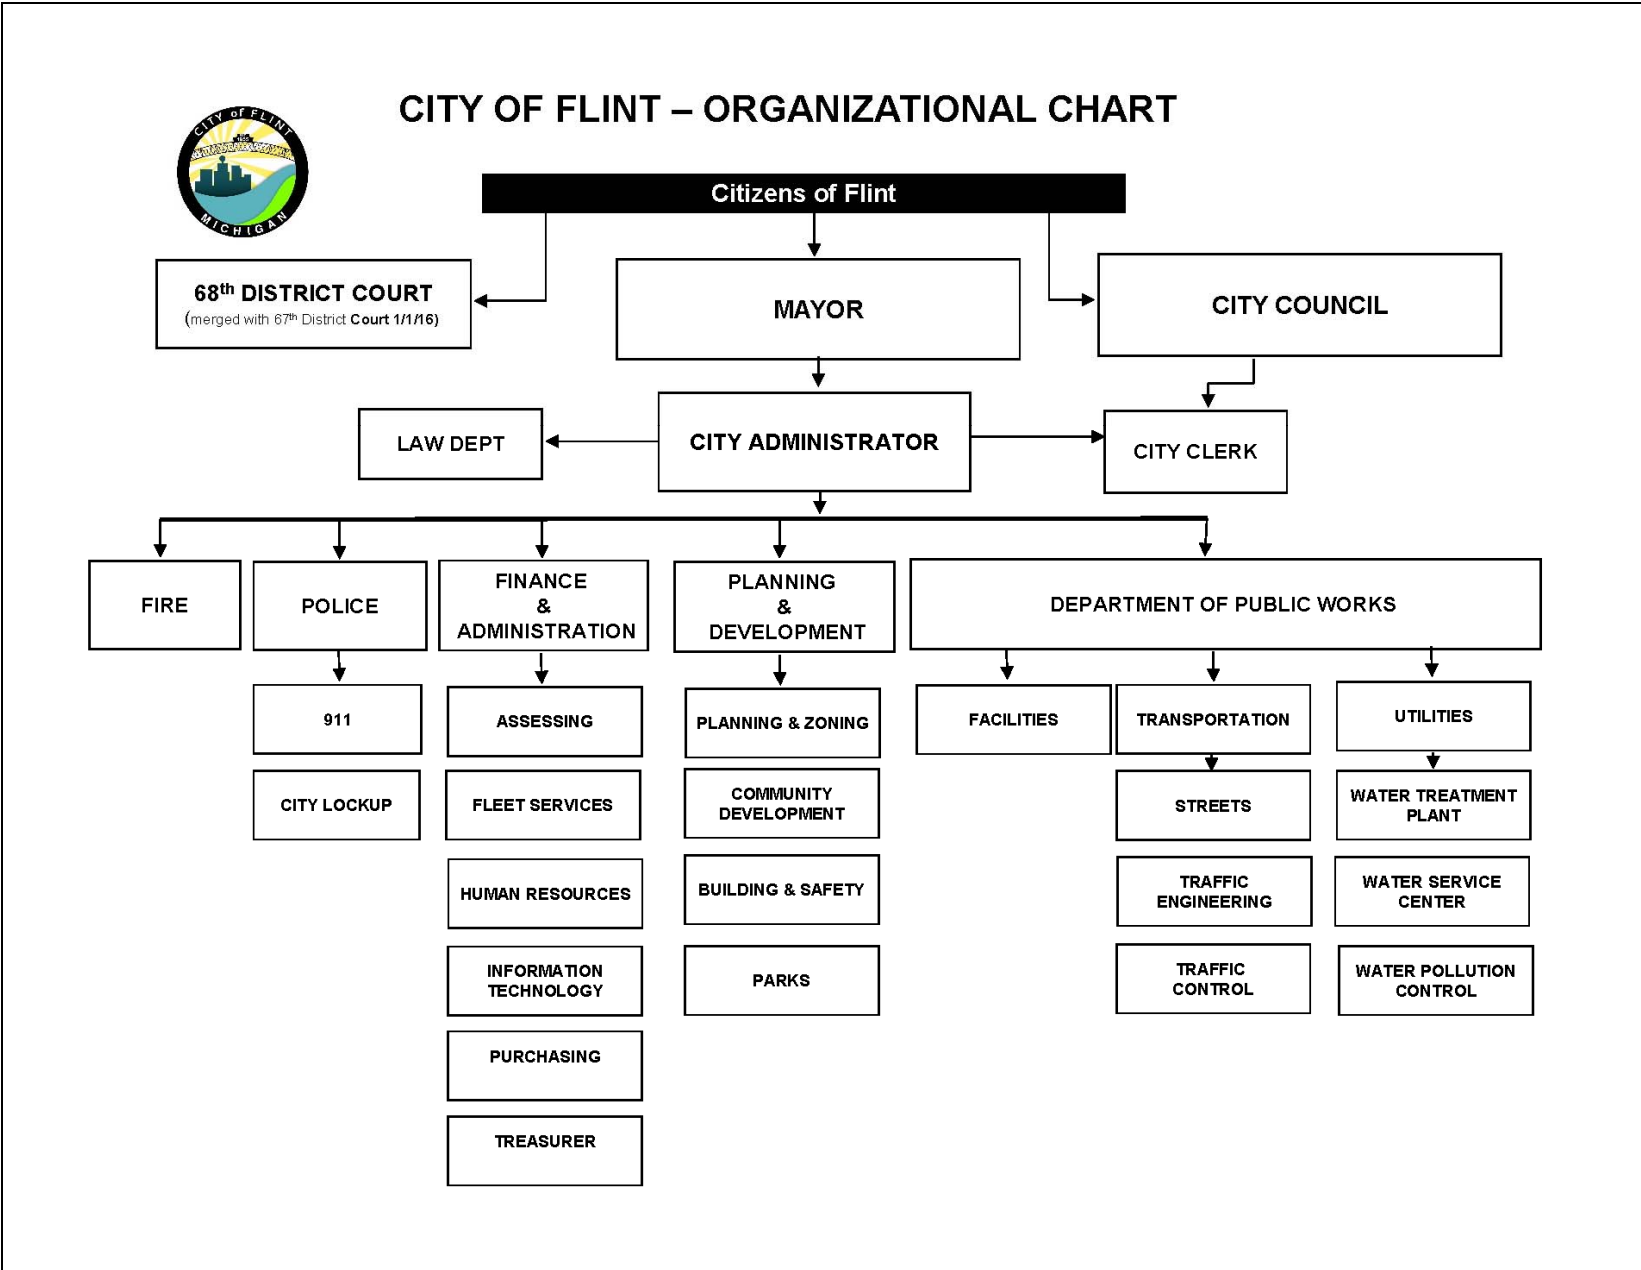 CITY OF FLINT – ORGANIZATIONAL CHART
CITY of FLINT
MICHIGAN
Citizens of Flint
68th DISTRICT COURT
(merged with 67th District Court 1/1/16)
MAYOR
CITY COUNCIL
LAW DEPT
CITY ADMINISTRATOR
CITY CLERK
FIRE
POLICE
FINANCE
&
ADMINISTRATION
PLANNING
&
DEVELOPMENT
DEPARTMENT OF PUBLIC WORKS
911
CITY LOCKUP
ASSESSING
FLEET SERVICES
HUMAN RESOURCES
INFORMATION
TECHNOLOGY
PURCHASING
TREASURER
PLANNING & ZONING
COMMUNITY
DEVELOPMENT
BUILDING & SAFETY
PARKS
FACILITIES
TRANSPORTATION
STREETS
TRAFFIC
ENGINEERING
TRAFFIC
CONTROL
UTILITIES
WATER TREATMENT
PLANT
WATER SERVICE
CENTER
WATER POLLUTION
CONTROL